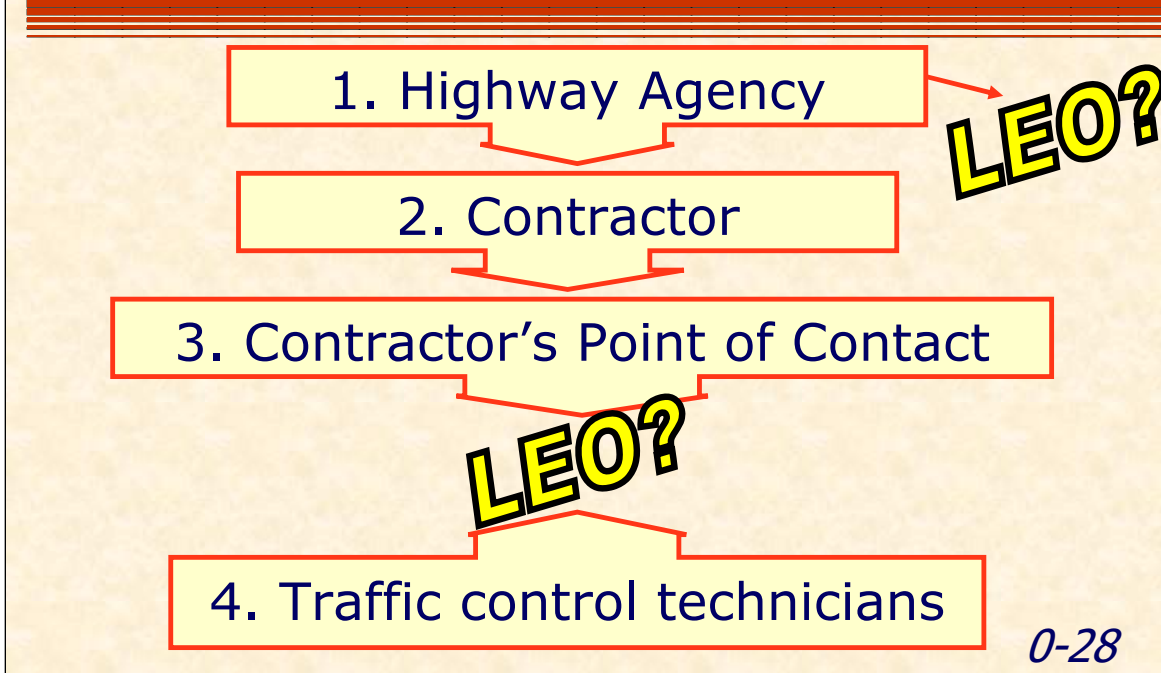 1. Highway Agency
LEO?
2. Contractor
3. Contractor’s Point of Contact
LEO?
4. Traffic control technicians
0-28